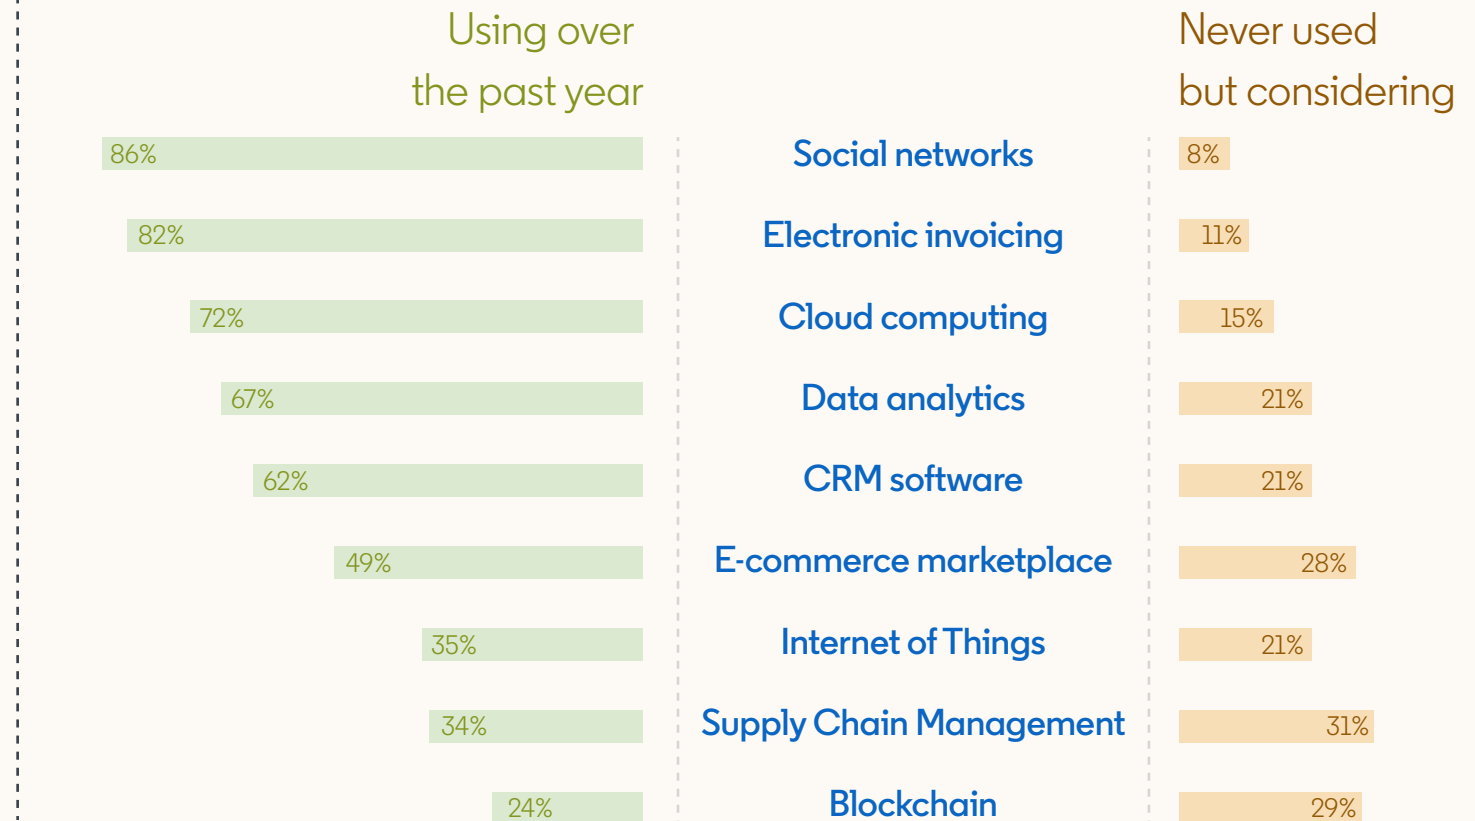 Using over
the past year
Never used
but considering
86% Social networks 8%
82% Electronic invoicing 11%
72% Cloud computing 15%
67% Data analytics 21%
62% CRM software 21%
49% E-commerce marketplace 28%
35% Internet of Things 21%
34% Supply Chain Management 31%
24% Blockchain 29%